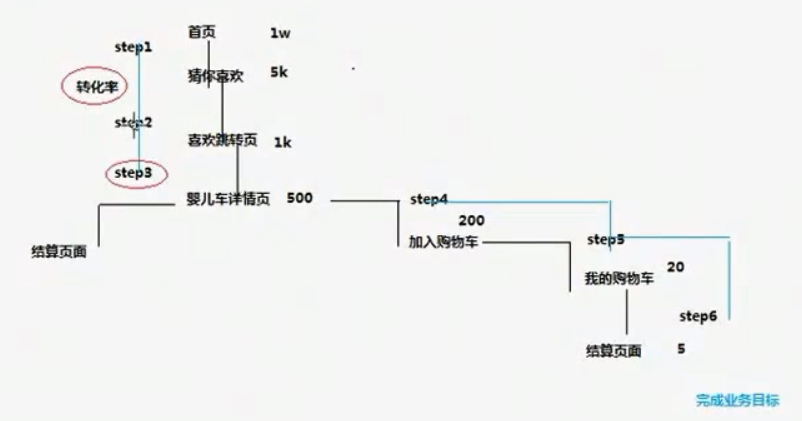 首页 1w
step1
猜你喜欢 5k
转化率
step2
喜欢跳转页 1k
step3
婴儿车详情页 500 step4
200
结算页面 加入购物车 step5
我的购物车 20
step6
结算页面 5
完成业务目标